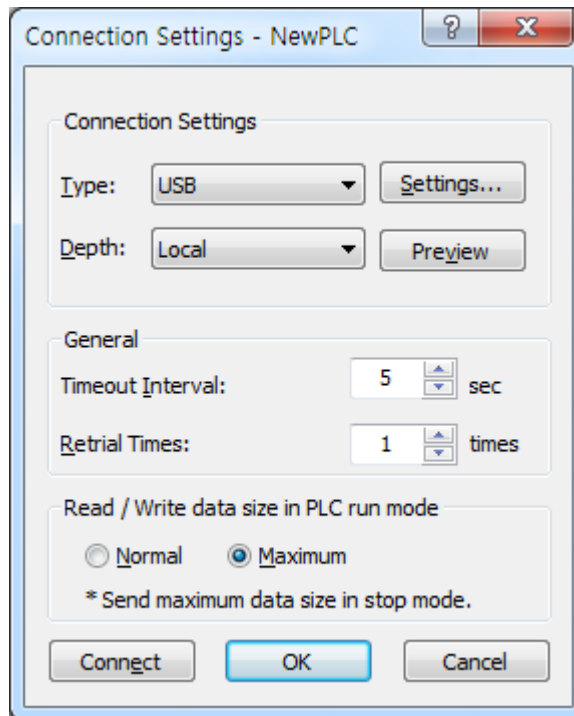 Connection Settings - NewPLC
Connection Settings
Type: USB Settings...
Depth: Local Preview
General
Timeout Interval: 5 sec
Retrial Times: 1 times
Read / Write data size in PLC run mode
Normal Maximum
* Send maximum data size in stop mode.
Connect OK Cancel